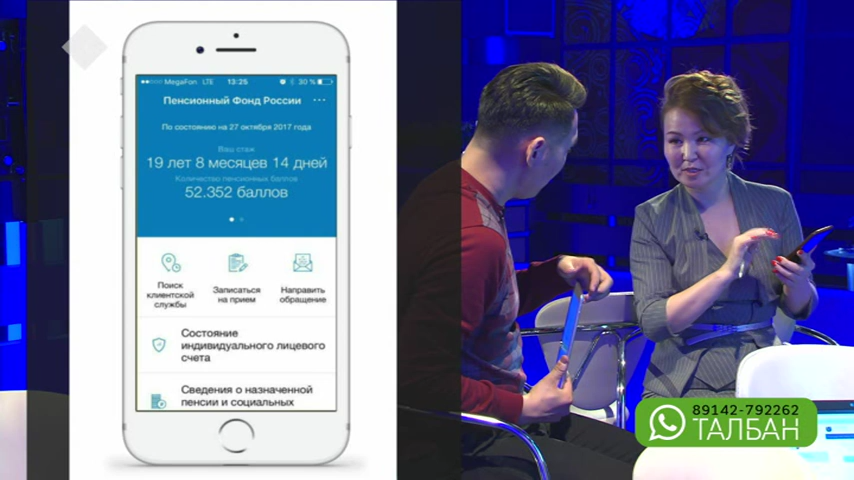 MegaFon LTE 13:25 30 %
Пенсионный Фонд России
По состоянию на 27 октября 2017 года
Ваш стаж
19 лет 8 месяцев 14 дней
Количество пенсионных баллов
52.352 баллов
Поиск
клиентской
службы
Записаться
на прием
Направить
обращение
Состояние
индивидуального лицевого
счета
Сведения о назначенной
пенсии и социальных
89142-792262
ТАЛБАН